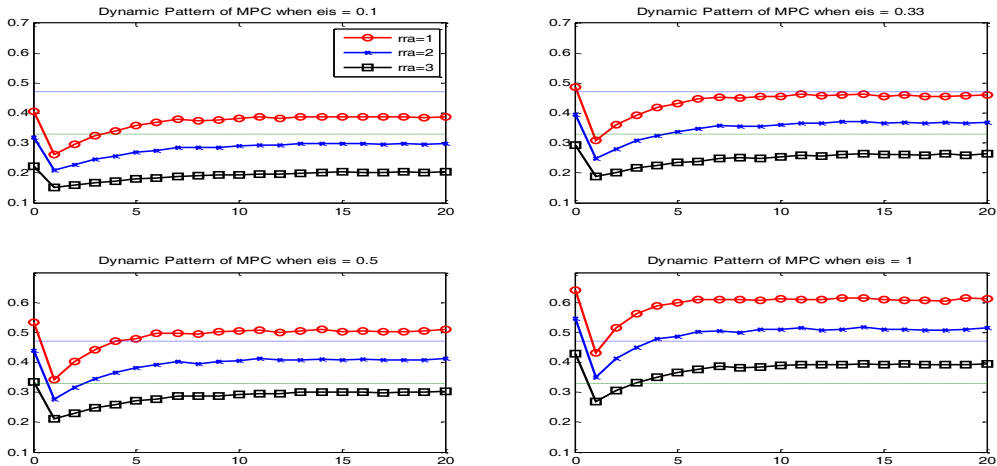 Dynamic Pattern of MPC when eis = 0.1
0.7
0.6
0.5
0.4
0.3
0.2
0.1
0 5 10 15 20
rra=1
rra=2
rra=3
Dynamic Pattern of MPC when eis = 0.33
0.7
0.6
0.5
0.4
0.3
0.2
0.1
0 5 10 15 20
Dynamic Pattern of MPC when eis = 0.5
0.6
0.5
0.4
0.3
0.2
0.1
0 5 10 15 20
Dynamic Pattern of MPC when eis = 1
0.6
0.5
0.4
0.3
0.2
0.1
0 5 10 15 20